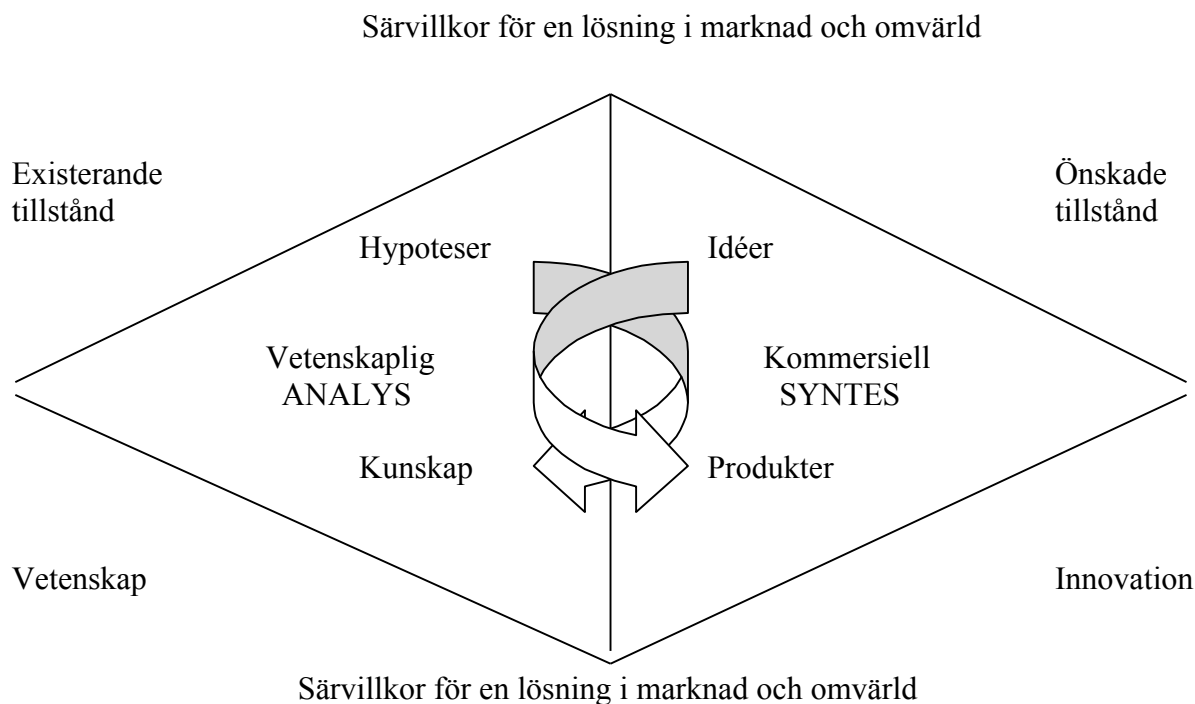 Särvillkor för en lösning i marknad och omvärld
Existerande
tillstånd
Önskade
tillstånd
Hypoteser
Idéer
Vetenskaplig
ANALYS
Kommersiell
SYNTES
Kunskap
Produkter
Vetenskap
Innovation
Särvillkor för en lösning i marknad och omvärld